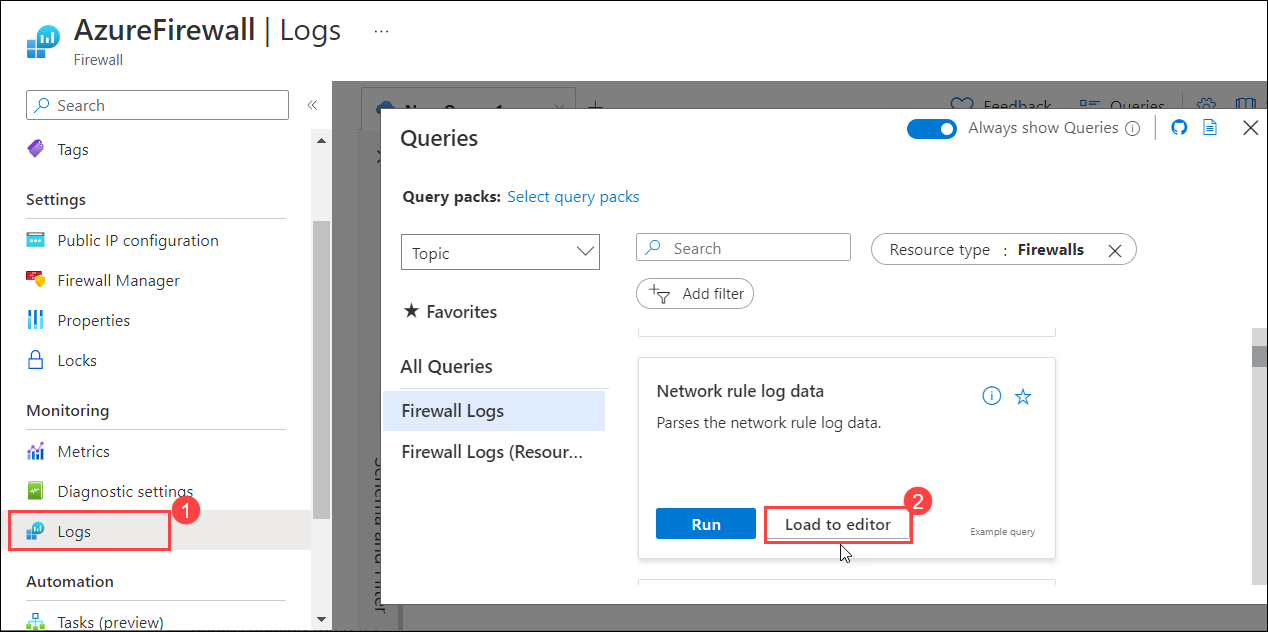 AzureFirewall | Logs ...
Firewall
Search
«
Tags
Settings
Public IP configuration
Firewall Manager
Properties
Locks
Monitoring
Metrics
Diagnostic settings
1
Logs
Automation
Tasks (preview)
Feedback
Queries
Queries
Always show Queries
Query packs: Select query packs
Topic
Search
Resource type : Firewalls
Add filter
★ Favorites
All Queries
Firewall Logs
Firewall Logs (Resour...
Network rule log data
Parses the network rule log data.
2
Run
Load to editor
Example query
Schema and Filter